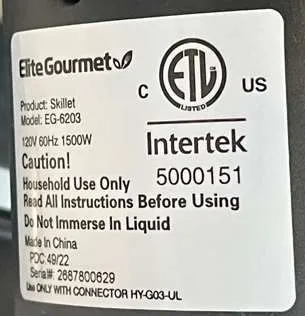 EliteGourmet
Product: Skillet
Model: EG-6203
120V 60Hz 1500W
Caution!
Household Use Only
Read All Instructions Before Using
Do Not Immerse In Liquid
Made in China
PDC:49/22
Serial#: 2687800629
Use ONLY WITH CONNECTOR HY-G03-UL
C ETL US
LISTED
Intertek
5000151